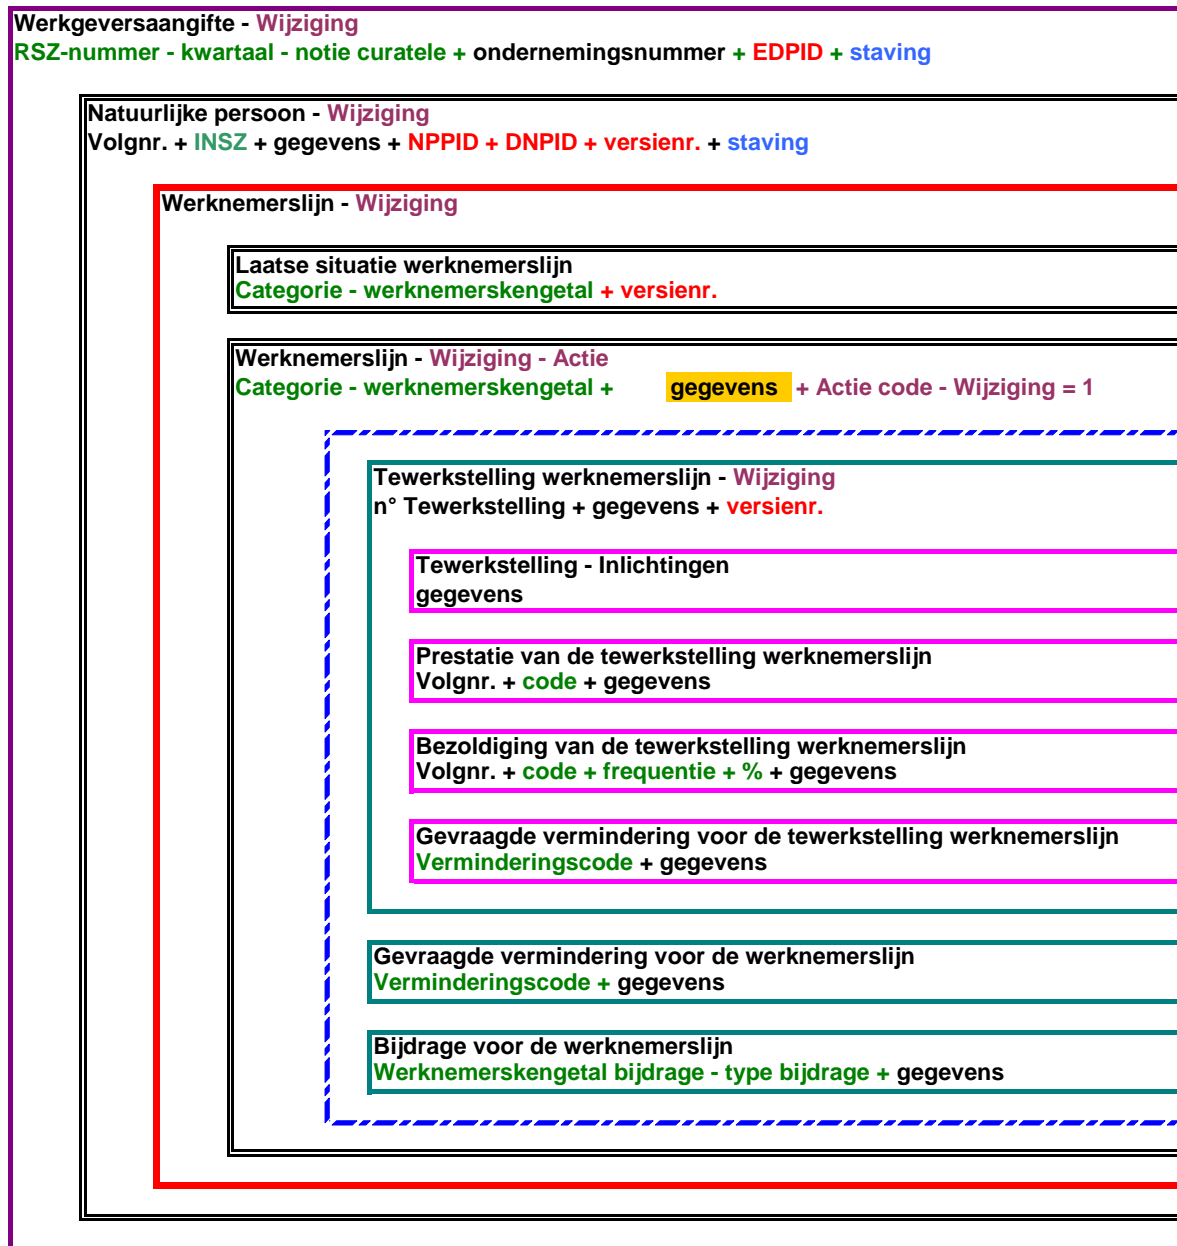 Werkgeversaangifte - Wijziging
RSZ-nummer - kwartaal - notie curatele + ondernemingsnummer + EDPID + staving
Natuurlijke persoon - Wijziging
Volgnr. + INSZ + gegevens + NPPID + DNPID + versienr. + staving
Werknemerslijn - Wijziging
Laatse situatie werknemerslijn
Categorie - werknemerskengetal + versienr.
Werknemerslijn - Wijziging - Actie
Categorie - werknemerskengetal + gegevens + Actie code - Wijziging = 1
Tewerkstelling werknemerslijn - Wijziging
n° Tewerkstelling + gegevens + versienr.
Tewerkstelling - Inlichtingen
gegevens
Prestatie van de tewerkstelling werknemerslijn
Volgnr. + code + gegevens
Bezoldiging van de tewerkstelling werknemerslijn
Volgnr. + code + frequentie + % + gegevens
Gevraagde vermindering voor de tewerkstelling werknemerslijn
Verminderingscode + gegevens
Gevraagde vermindering voor de werknemerslijn
Verminderingscode + gegevens
Bijdrage voor de werknemerslijn
Werknemerskengetal bijdrage - type bijdrage + gegevens